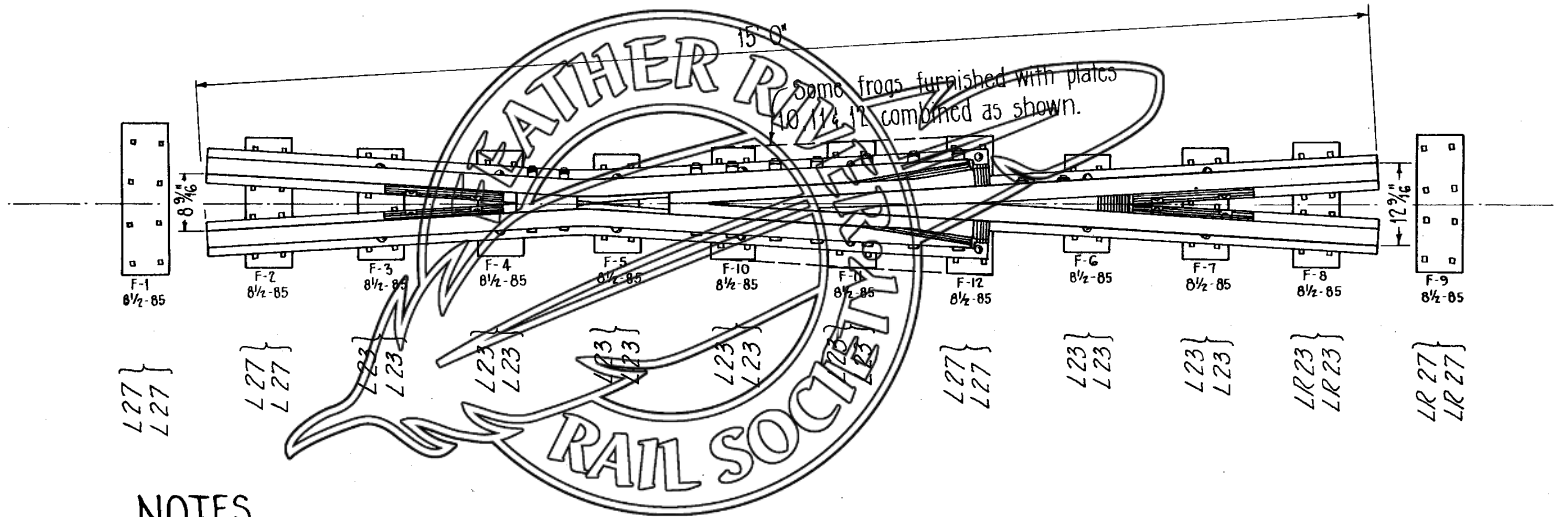 15' 0"
Some frogs furnished with plates
10, 11 & 12 combined as shown.
FEATHER RIVER
RAIL SOCIETY
8 9/16"
12 9/16"
F-1
8½-85
F-2
8½-85
F-3
8½-85
F-4
8½-85
F-5
8½-85
F-10
8½-85
F-11
8½-85
F-12
8½-85
F-6
8½-85
F-7
8½-85
F-8
8½-85
F-9
8½-85
L27}
L27}
L27}
L27}
L23}
L23}
L23}
L23}
L23}
L23}
L23}
L23}
L23}
L23}
L27}
L27}
L23}
L23}
L23}
L23}
LR23}
LR23}
LR27}
LR27}
NOTES